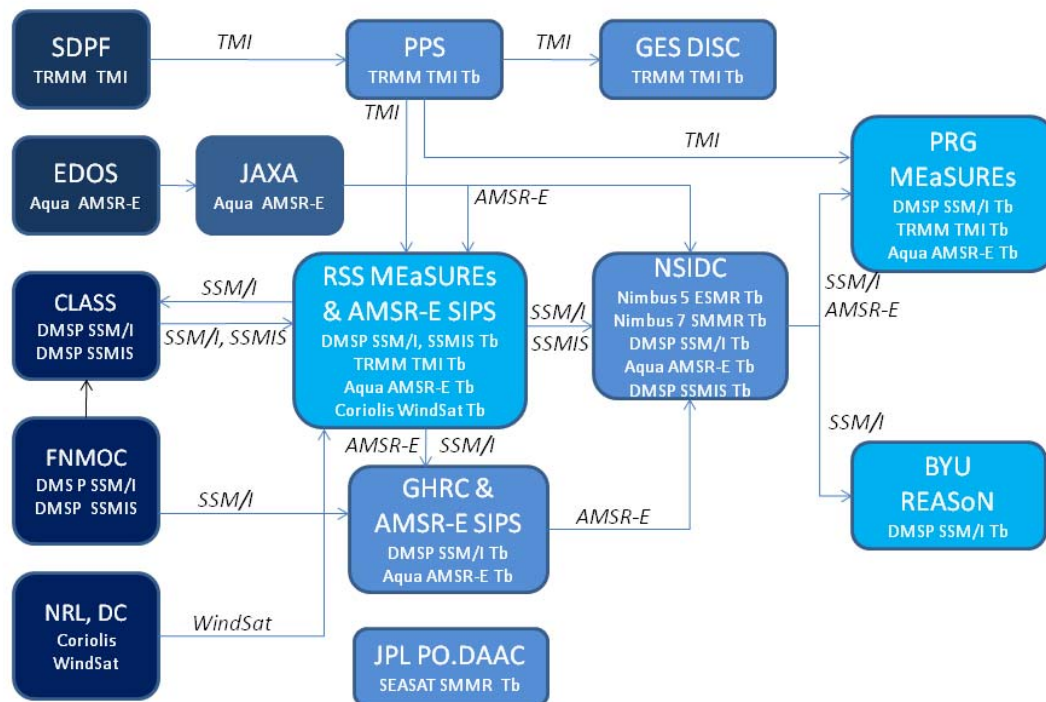 SDPF
TRMM TMI
TMI
PPS
TRMM TMI Tb
TMI
GES DISC
TRMM TMI Tb
TMI
TMI
PRG
MEaSUREs
DMSP SSM/I Tb
TRMM TMI Tb
Aqua AMSR-E Tb
EDOS
Aqua AMSR-E
JAXA
Aqua AMSR-E
AMSR-E
CLASS
DMSP SSM/I
DMSP SSMIS
SSM/I
SSM/I, SSMIS
RSS MEaSUREs
& AMSR-E SIPS
DMSP SSM/I, SSMIS Tb
TRMM TMI Tb
Aqua AMSR-E Tb
Coriolis WindSat Tb
SSM/I
SSMIS
NSIDC
Nimbus 5 ESMR Tb
Nimbus 7 SMMR Tb
DMSP SSM/I Tb
Aqua AMSR-E Tb
DMSP SSMIS Tb
SSM/I
AMSR-E
FNMOC
DMS P SSM/I
DMSP SSMIS
SSM/I
AMSR-E SSM/I
GHRC &
AMSR-E SIPS
DMSP SSM/I Tb
Aqua AMSR-E Tb
AMSR-E
SSM/I
BYU
REASoN
DMSP SSM/I Tb
NRL, DC
Coriolis
WindSat
WindSat
JPL PO.DAAC
SEASAT SMMR Tb